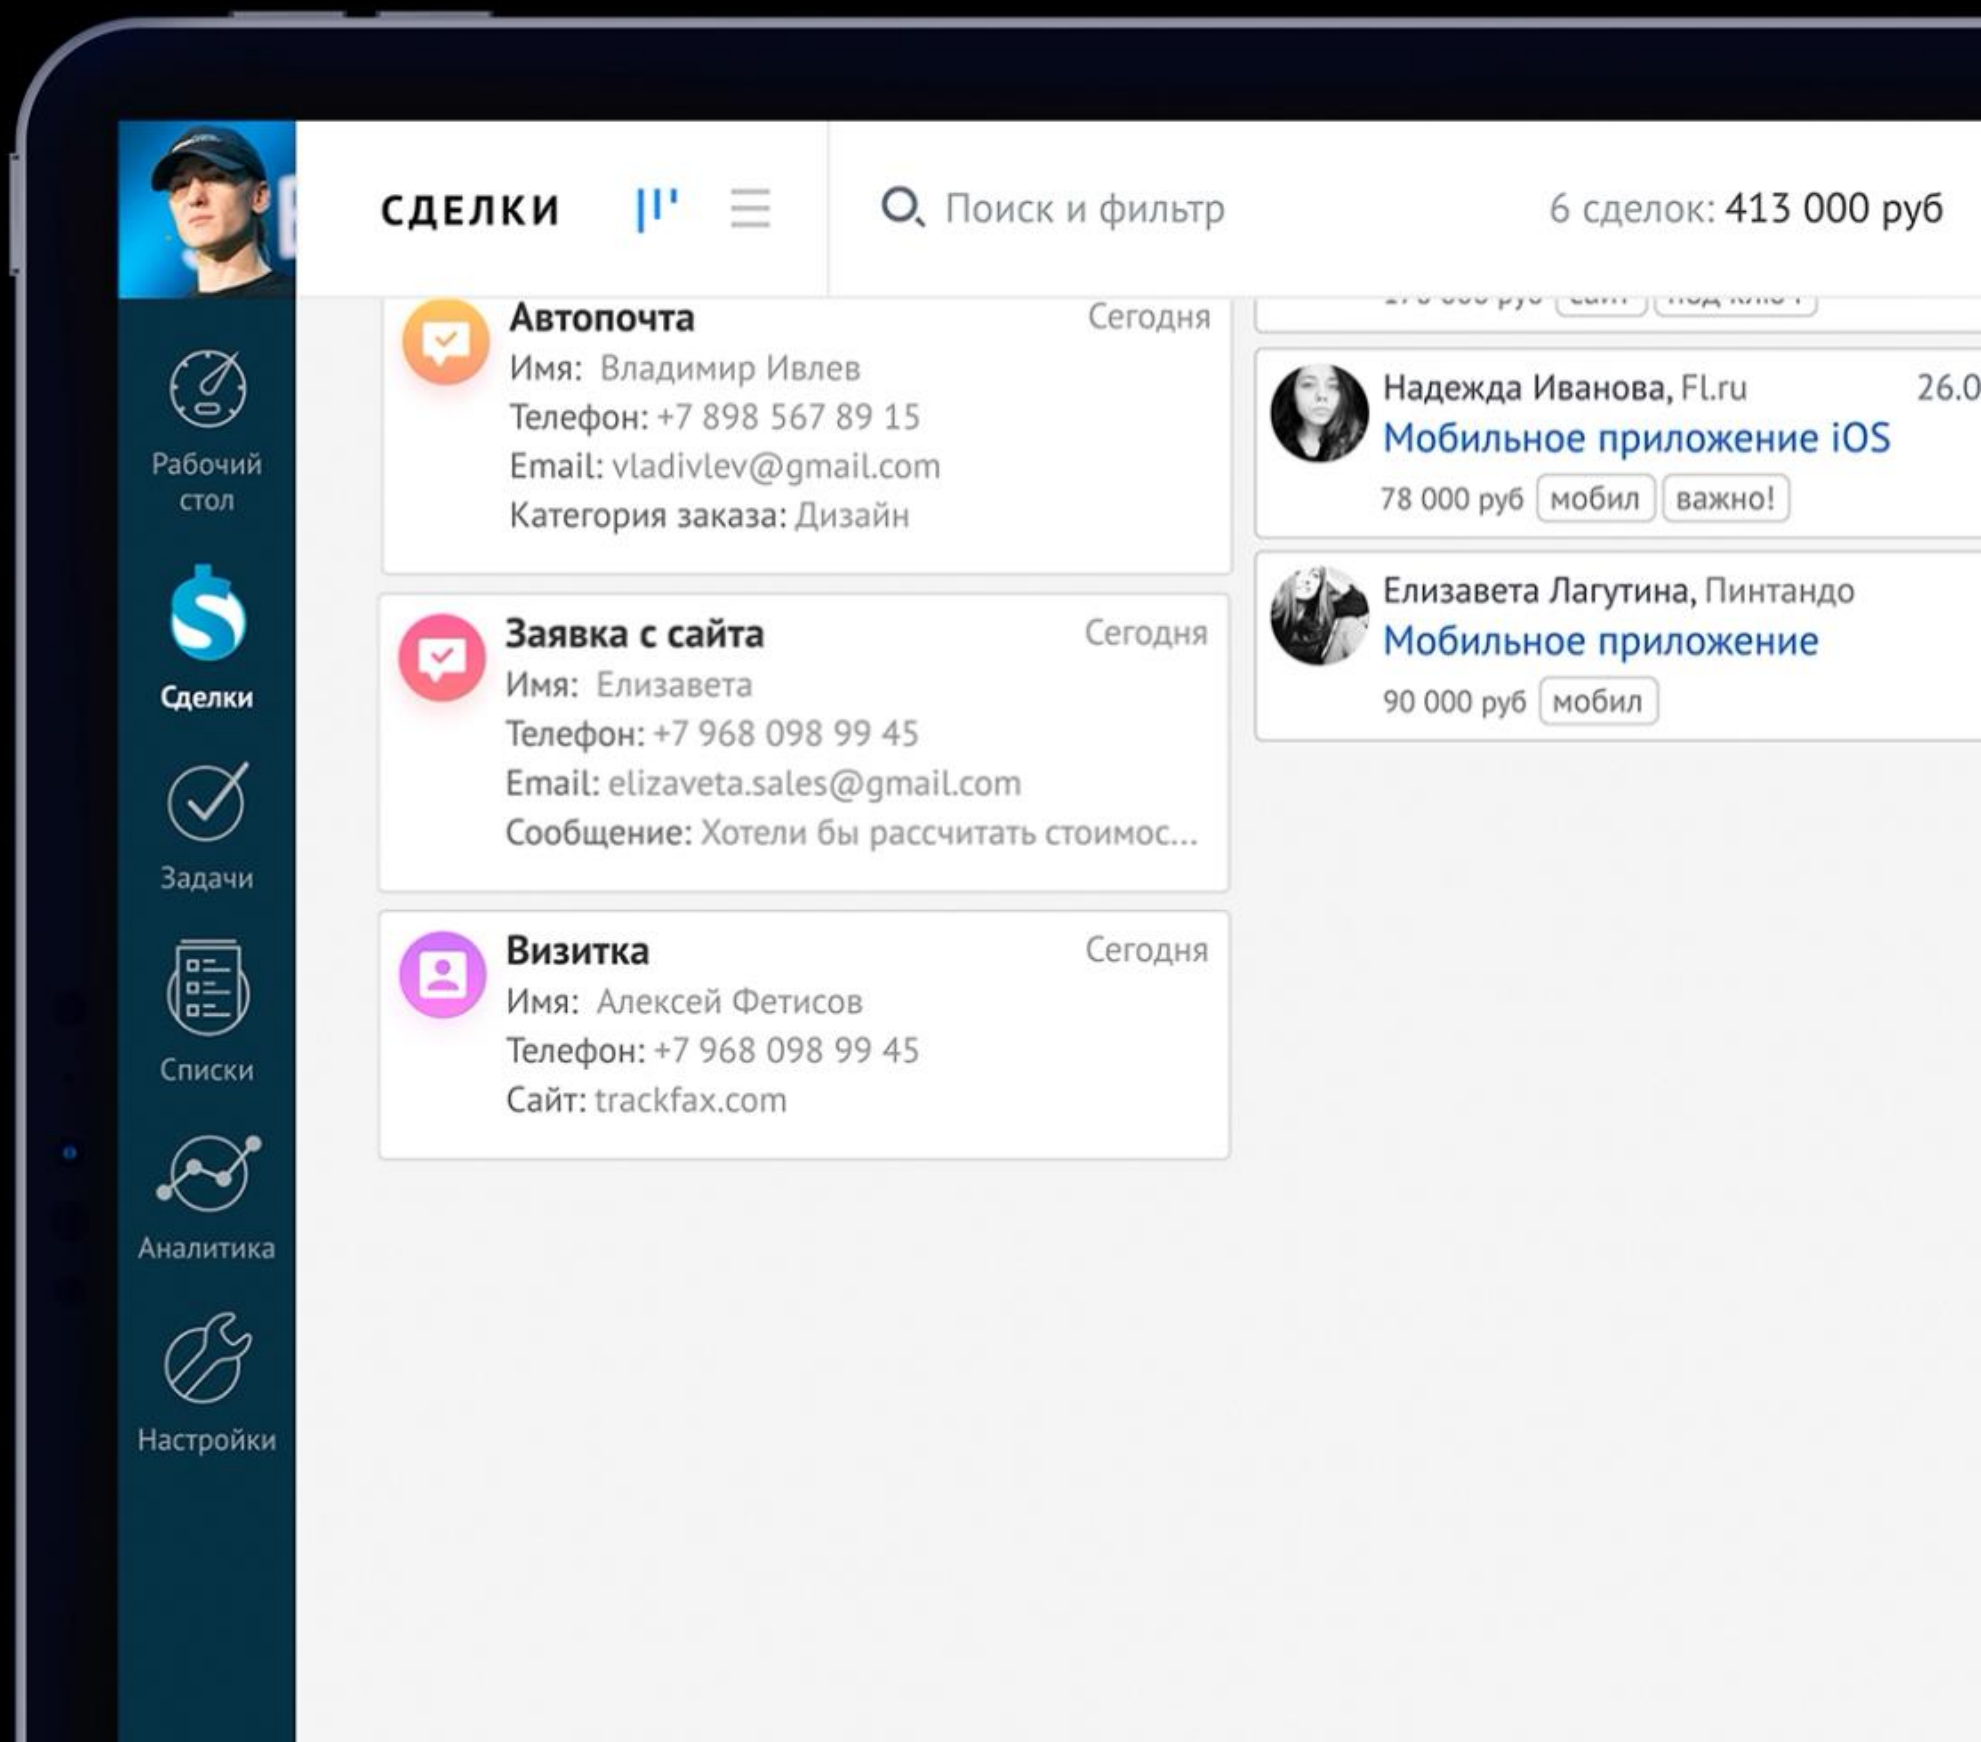 СДЕЛКИ
Поиск и фильтр
6 сделок: 413 000 руб
Рабочий
стол
Сделки
Задачи
Списки
Аналитика
Настройки
Автопочта
Сегодня
Имя: Владимир Ивлев
Телефон: +7 898 567 89 15
Email: vladivlev@gmail.com
Категория заказа: Дизайн
Заявка с сайта
Сегодня
Имя: Елизавета
Телефон: +7 968 098 99 45
Email: elizaveta.sales@gmail.com
Сообщение: Хотели бы рассчитать стоимос...
Визитка
Сегодня
Имя: Алексей Фетисов
Телефон: +7 968 098 99 45
Сайт: trackfax.com
Надежда Иванова, Fl.ru
26.0
Мобильное приложение iOS
78 000 руб мобил важно!
Елизавета Лагутина, Пинтандо
Мобильное приложение
90 000 руб мобил